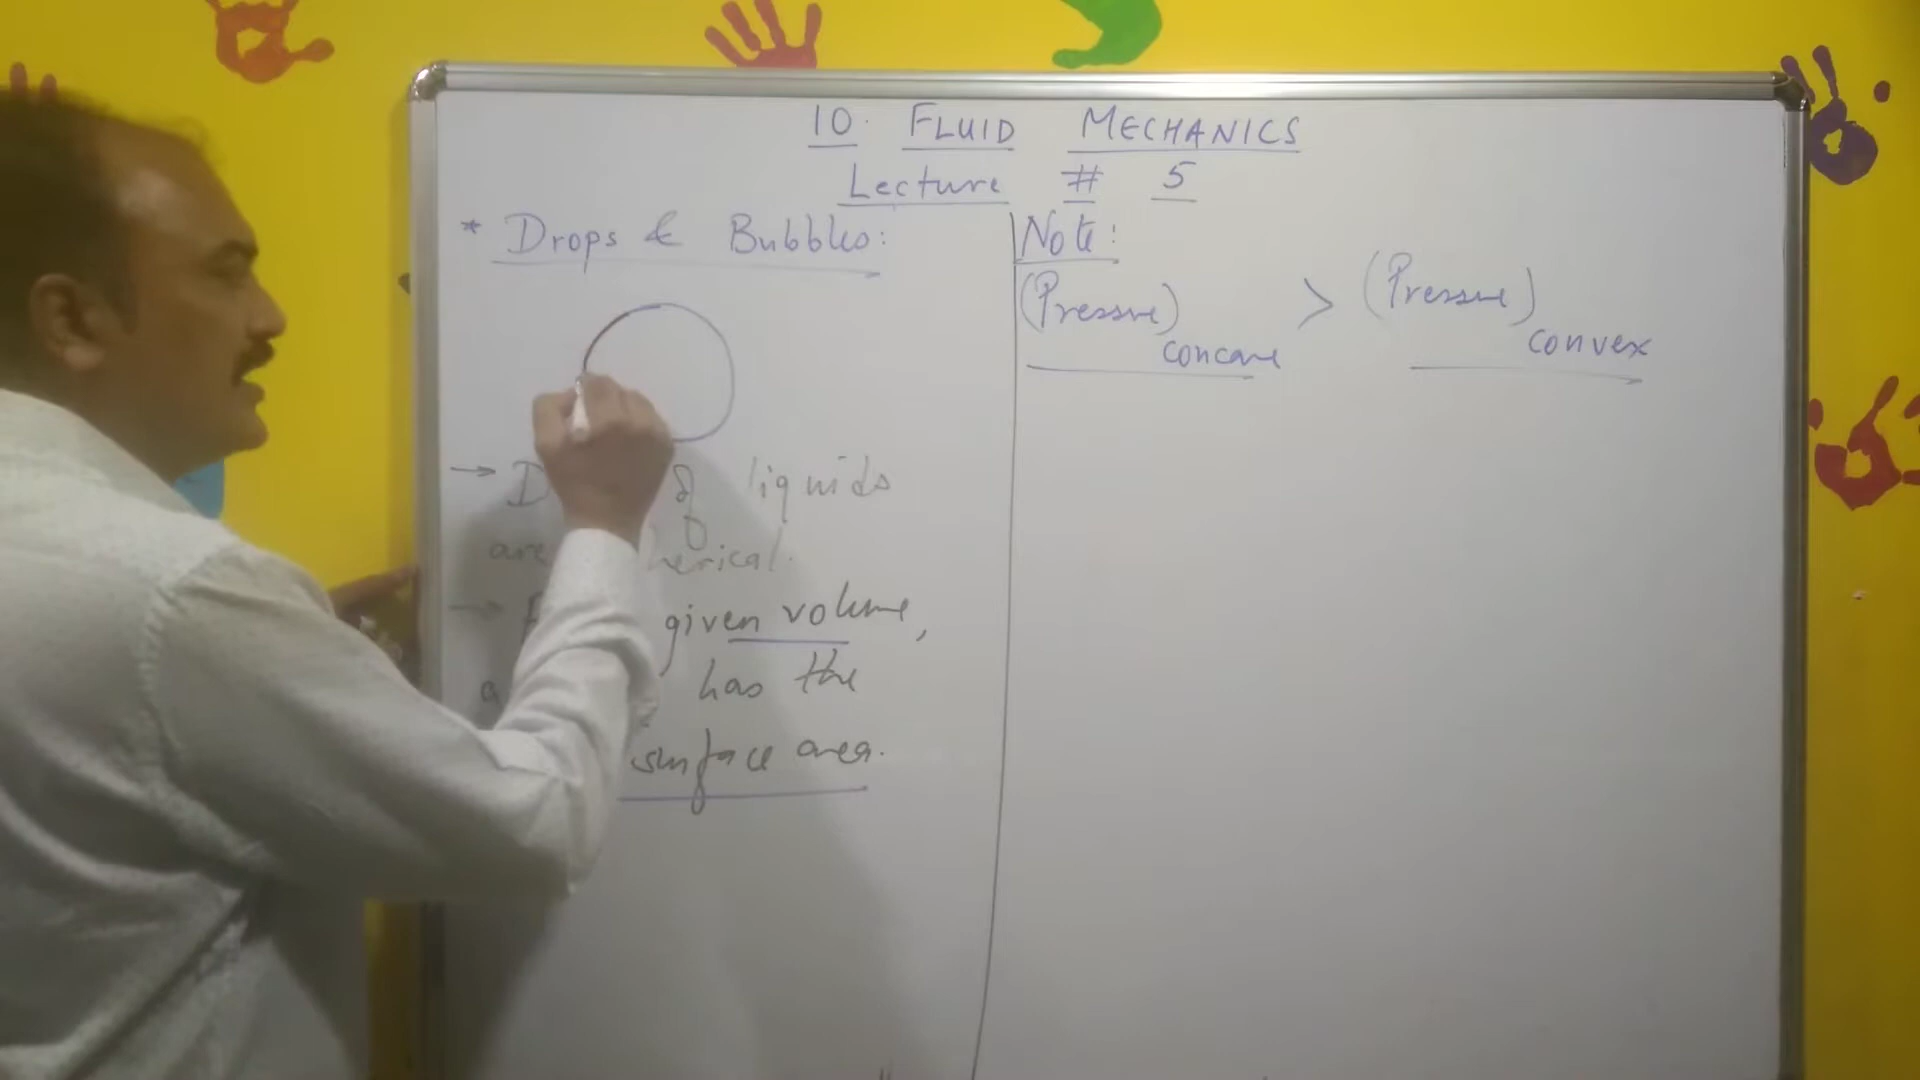 10. FLUID MECHANICS
Lecture # 5
* Drops & Bubbles:
→ of liquids
are
→ given volume,
a has the
surface area.
Note:
(Pressure) concave > (Pressure) convex